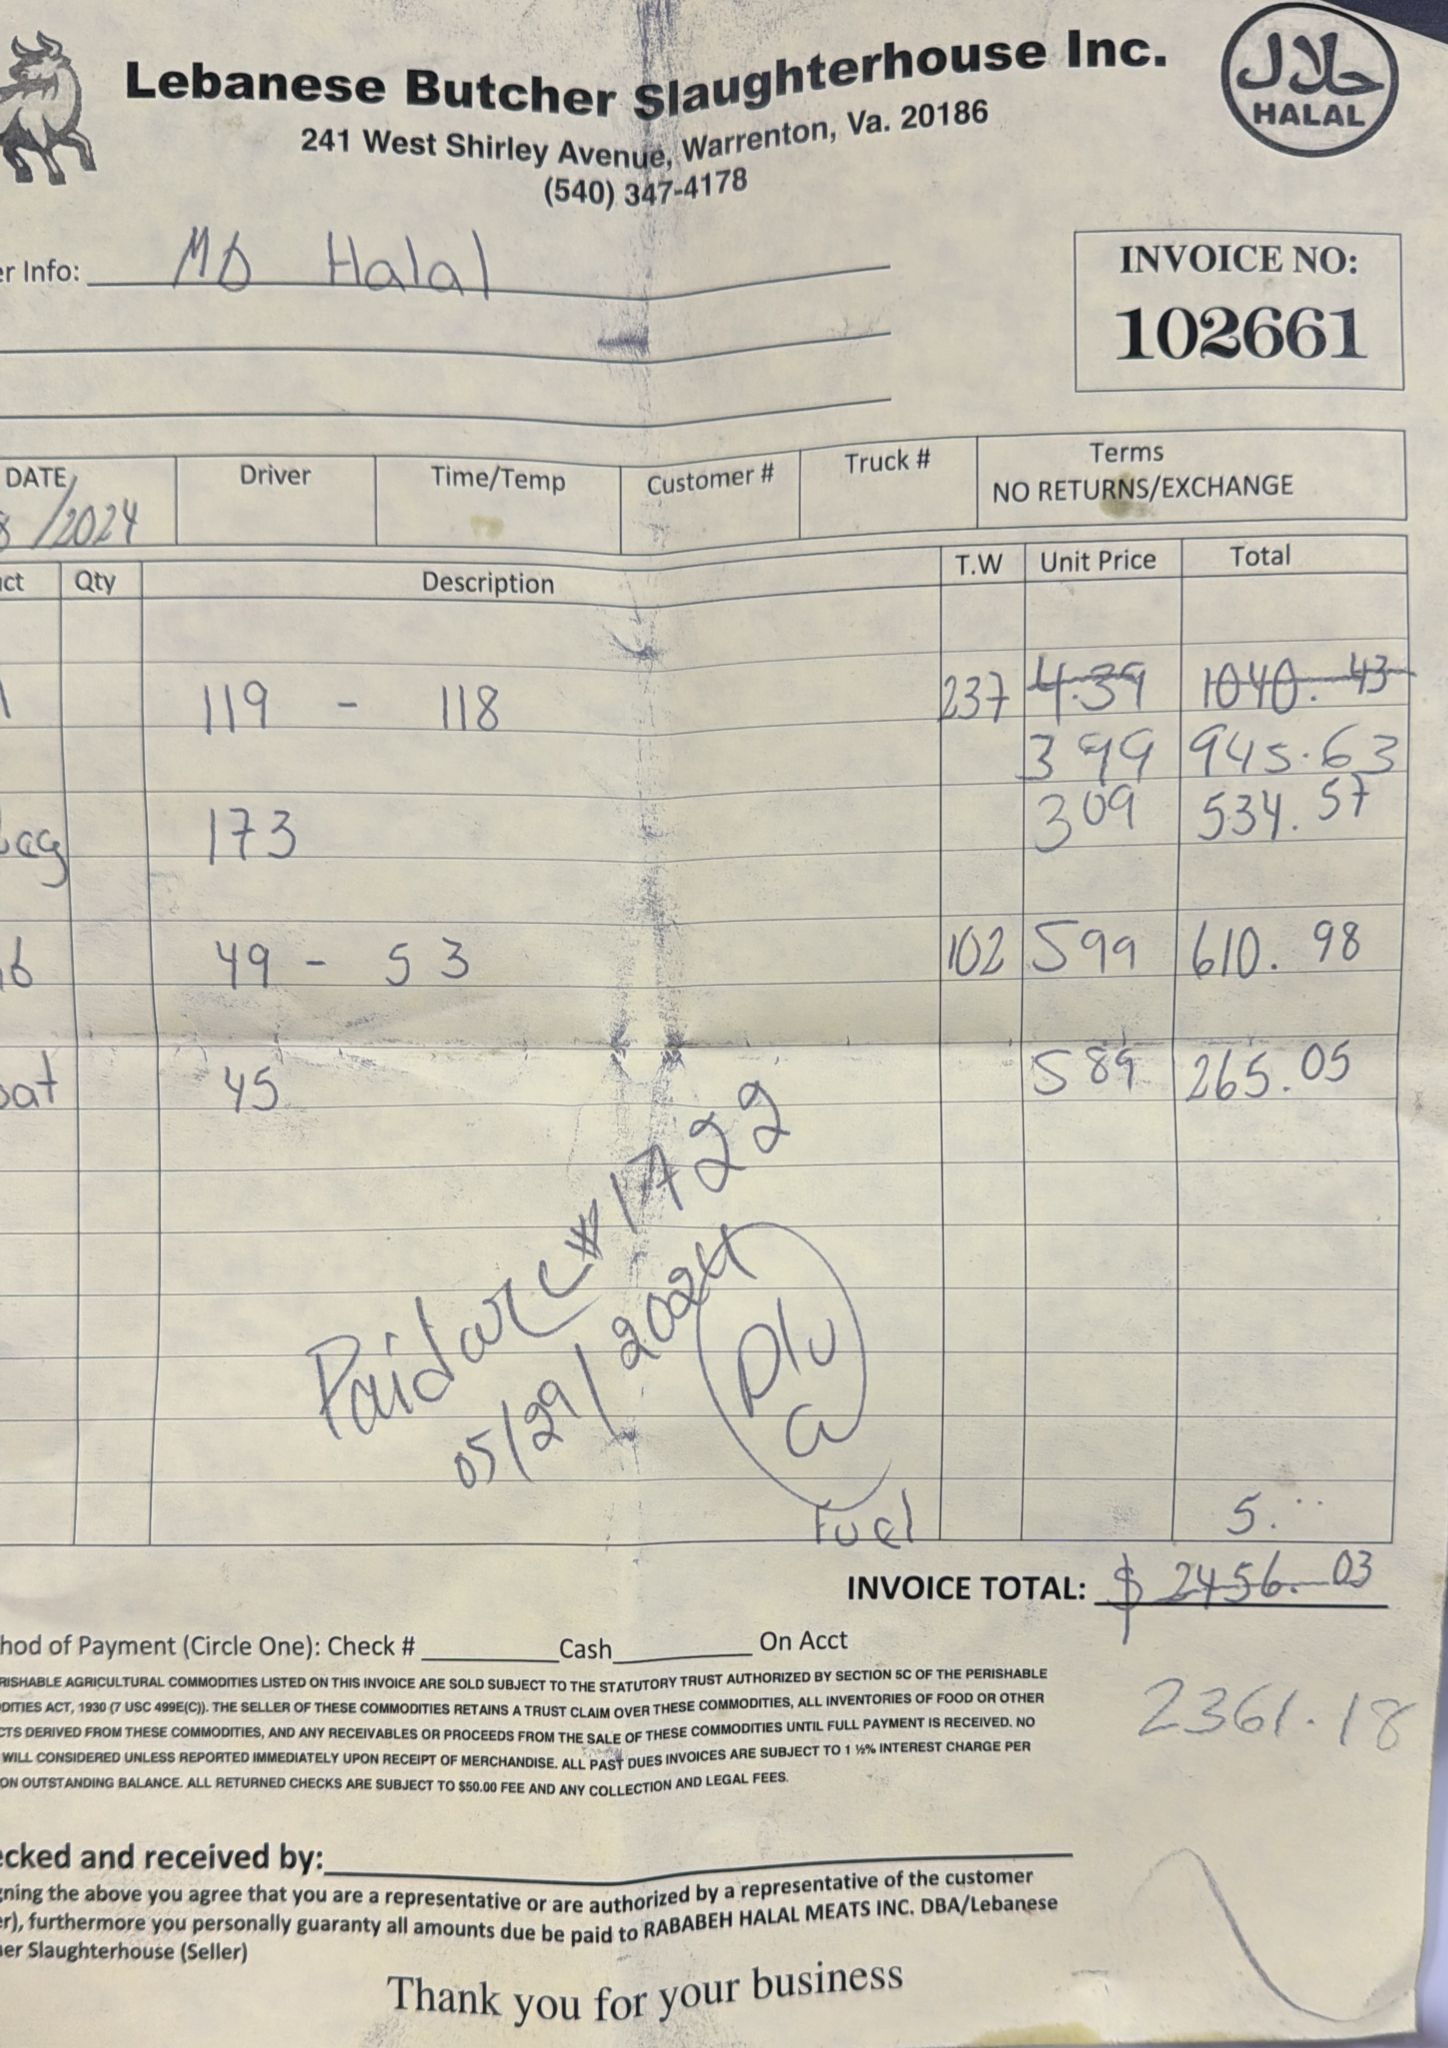 Lebanese Butcher Slaughterhouse Inc.
241 West Shirley Avenue, Warrenton, Va. 20186
(540) 347-4178
حلال
HALAL
er Info: MD Halal
INVOICE NO:
102661
DATE Driver Time/Temp Customer # Truck # Terms
NO RETURNS/EXCHANGE
8/2024
ct Qty Description T.W Unit Price Total
119 - 118 237 4.39 1040.43
399 945.63
173 309 534.57
49 - 53 102 599 610.98
oat 45 589 265.05
Paid #1722
05/29/2024
Fuel 5.
INVOICE TOTAL: $ 2456.03
hod of Payment (Circle One): Check # Cash On Acct
2361.18
RISHABLE AGRICULTURAL COMMODITIES LISTED ON THIS INVOICE ARE SOLD SUBJECT TO THE STATUTORY TRUST AUTHORIZED BY SECTION 5C OF THE PERISHABLE
DITIES ACT, 1930 (7 USC 499E(C)). THE SELLER OF THESE COMMODITIES RETAINS A TRUST CLAIM OVER THESE COMMODITIES, ALL INVENTORIES OF FOOD OR OTHER
CTS DERIVED FROM THESE COMMODITIES, AND ANY RECEIVABLES OR PROCEEDS FROM THE SALE OF THESE COMMODITIES UNTIL FULL PAYMENT IS RECEIVED. NO
WILL CONSIDERED UNLESS REPORTED IMMEDIATELY UPON RECEIPT OF MERCHANDISE. ALL PAST DUES INVOICES ARE SUBJECT TO 1 ½% INTEREST CHARGE PER
ON OUTSTANDING BALANCE. ALL RETURNED CHECKS ARE SUBJECT TO $50.00 FEE AND ANY COLLECTION AND LEGAL FEES.
ecked and received by:
gning the above you agree that you are a representative or are authorized by a representative of the customer
er), furthermore you personally guaranty all amounts due be paid to RABABEH HALAL MEATS INC. DBA/Lebanese
her Slaughterhouse (Seller)
Thank you for your business